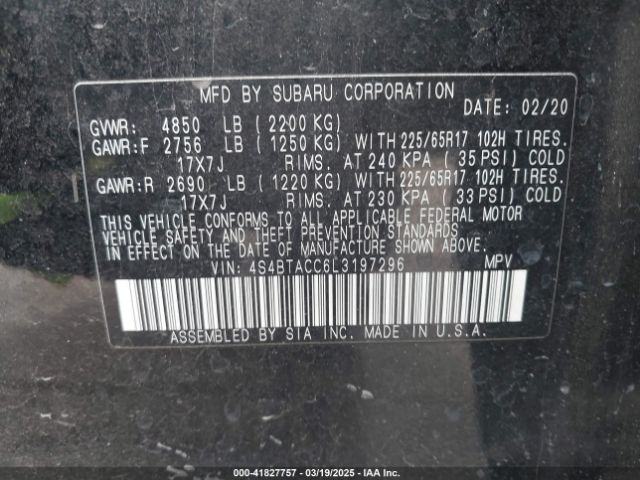 MFD BY SUBARU CORPORATION
DATE: 02/20
GVWR: 4850 LB (2200 KG)
GAWR:F 2756 LB (1250 KG) WITH 225/65R17 102H TIRES.
17X7J RIMS. AT 240 KPA (35 PSI) COLD
GAWR:R 2690 LB (1220 KG) WITH 225/65R17 102H TIRES.
17X7J RIMS. AT 230 KPA (33 PSI) COLD
THIS VEHICLE CONFORMS TO ALL APPLICABLE FEDERAL MOTOR
VEHICLE SAFETY AND THEFT PREVENTION STANDARDS
IN EFFECT ON THE DATE OF MANUFACTURE SHOWN ABOVE.
VIN: 4S4BTACC6L3197296 MPV
ASSEMBLED BY SIA INC. MADE IN U.S.A.
000-41827757 - 03/19/2025 - IAA Inc.